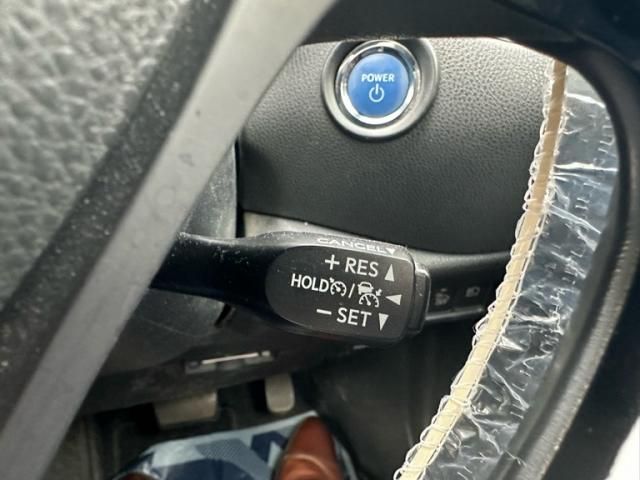 POWER
CANCEL
+ RES
HOLD /
− SET